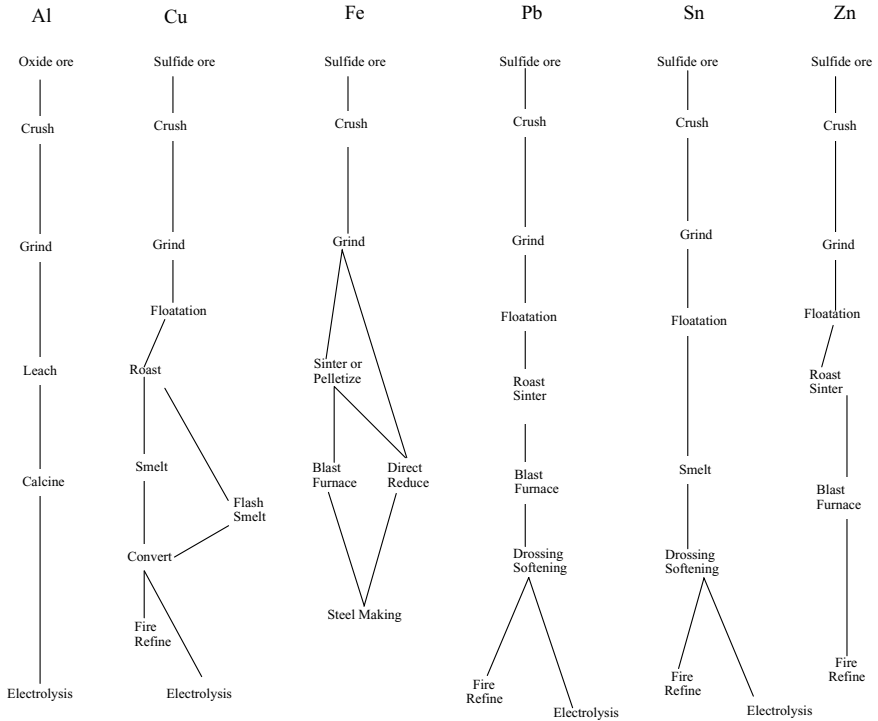 Al
Oxide ore
Crush
Grind
Leach
Calcine
Electrolysis
Cu
Sulfide ore
Crush
Grind
Floatation
Roast
Smelt
Flash
Smelt
Convert
Fire
Refine
Electrolysis
Fe
Sulfide ore
Crush
Grind
Sinter or
Pelletize
Blast
Furnace
Direct
Reduce
Steel Making
Pb
Sulfide ore
Crush
Grind
Floatation
Roast
Sinter
Blast
Furnace
Drossing
Softening
Fire
Refine
Electrolysis
Sn
Sulfide ore
Crush
Grind
Floatation
Smelt
Drossing
Softening
Fire
Refine
Electrolysis
Zn
Sulfide ore
Crush
Grind
Floatation
Roast
Sinter
Blast
Furnace
Fire
Refine